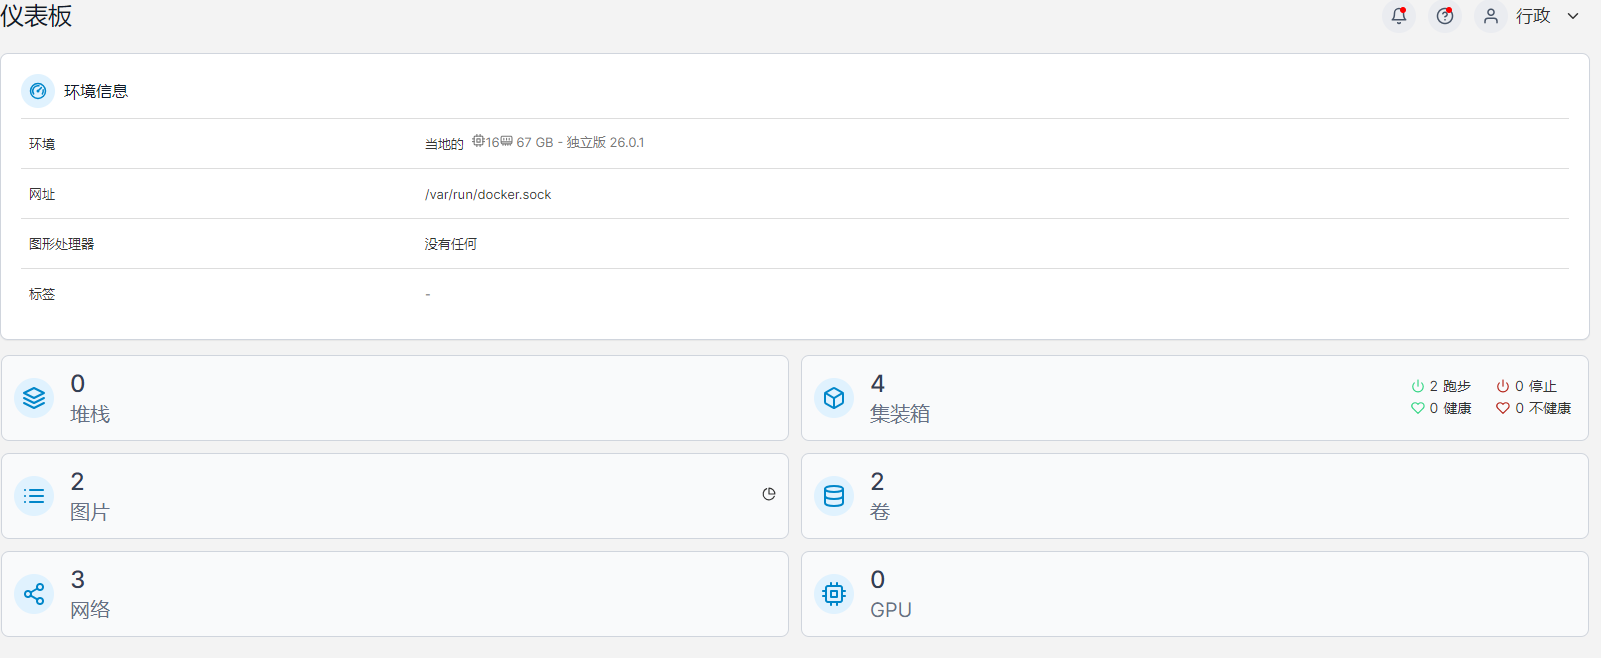 仪表板
行政
环境信息
环境 当地的 16 67 GB - 独立版 26.0.1
网址 /var/run/docker.sock
图形处理器 没有任何
标签 -
0
堆栈
4
集装箱
2 跑步 0 停止
0 健康 0 不健康
2
图片
2
卷
3
网络
0
GPU